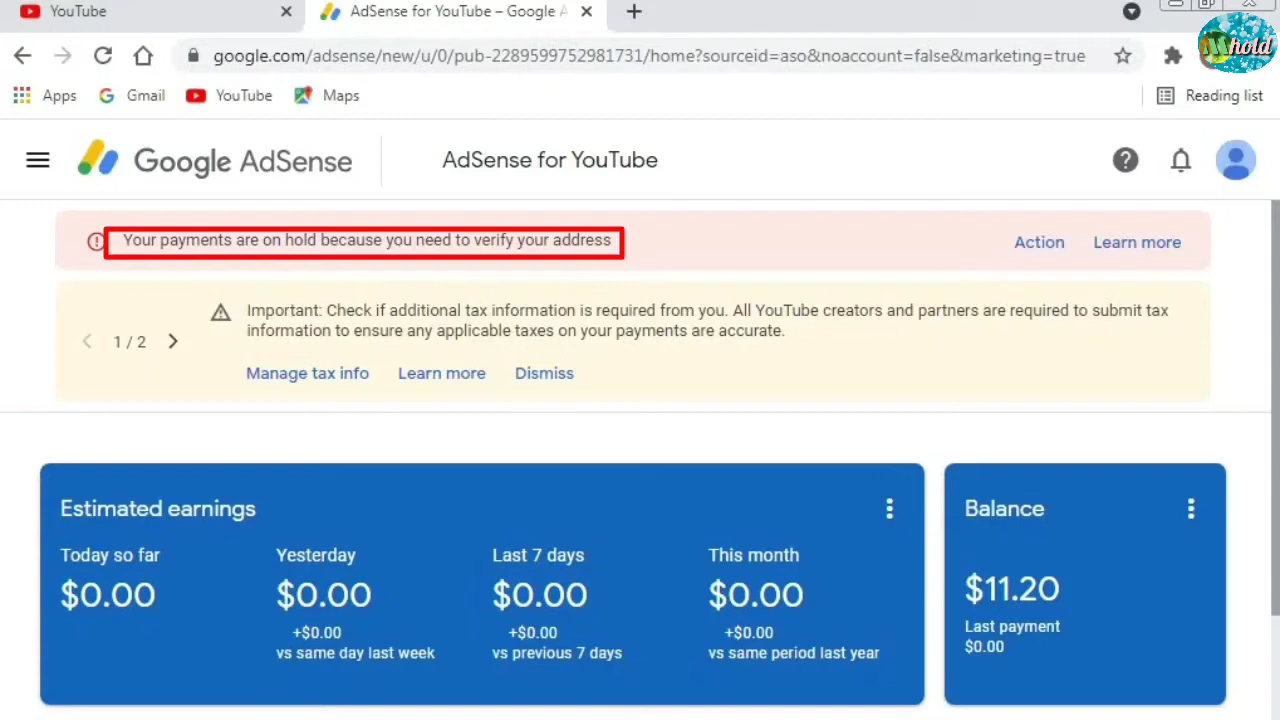 YouTube
AdSense for YouTube – Google A
google.com/adsense/new/u/0/pub-2289599752981731/home?sourceid=aso&noaccount=false&marketing=true
Mhold
Apps Gmail YouTube Maps Reading list
Google AdSense AdSense for YouTube
Your payments are on hold because you need to verify your address Action Learn more
Important: Check if additional tax information is required from you. All YouTube creators and partners are required to submit tax
information to ensure any applicable taxes on your payments are accurate.
1 / 2
Manage tax info Learn more Dismiss
Estimated earnings
Today so far Yesterday Last 7 days This month
$0.00 $0.00 $0.00 $0.00
+$0.00 +$0.00 +$0.00
vs same day last week vs previous 7 days vs same period last year
Balance
$11.20
Last payment
$0.00